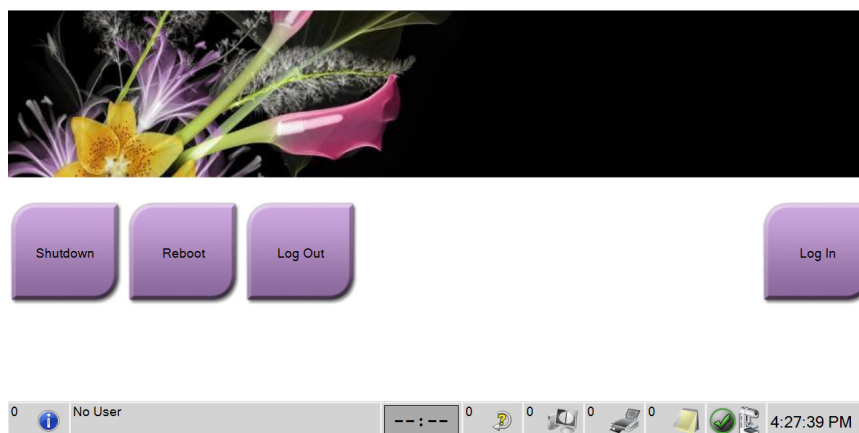 Shutdown
Reboot
Log Out
Log In
0
No User
--:--
0
0
0
0
4:27:39 PM